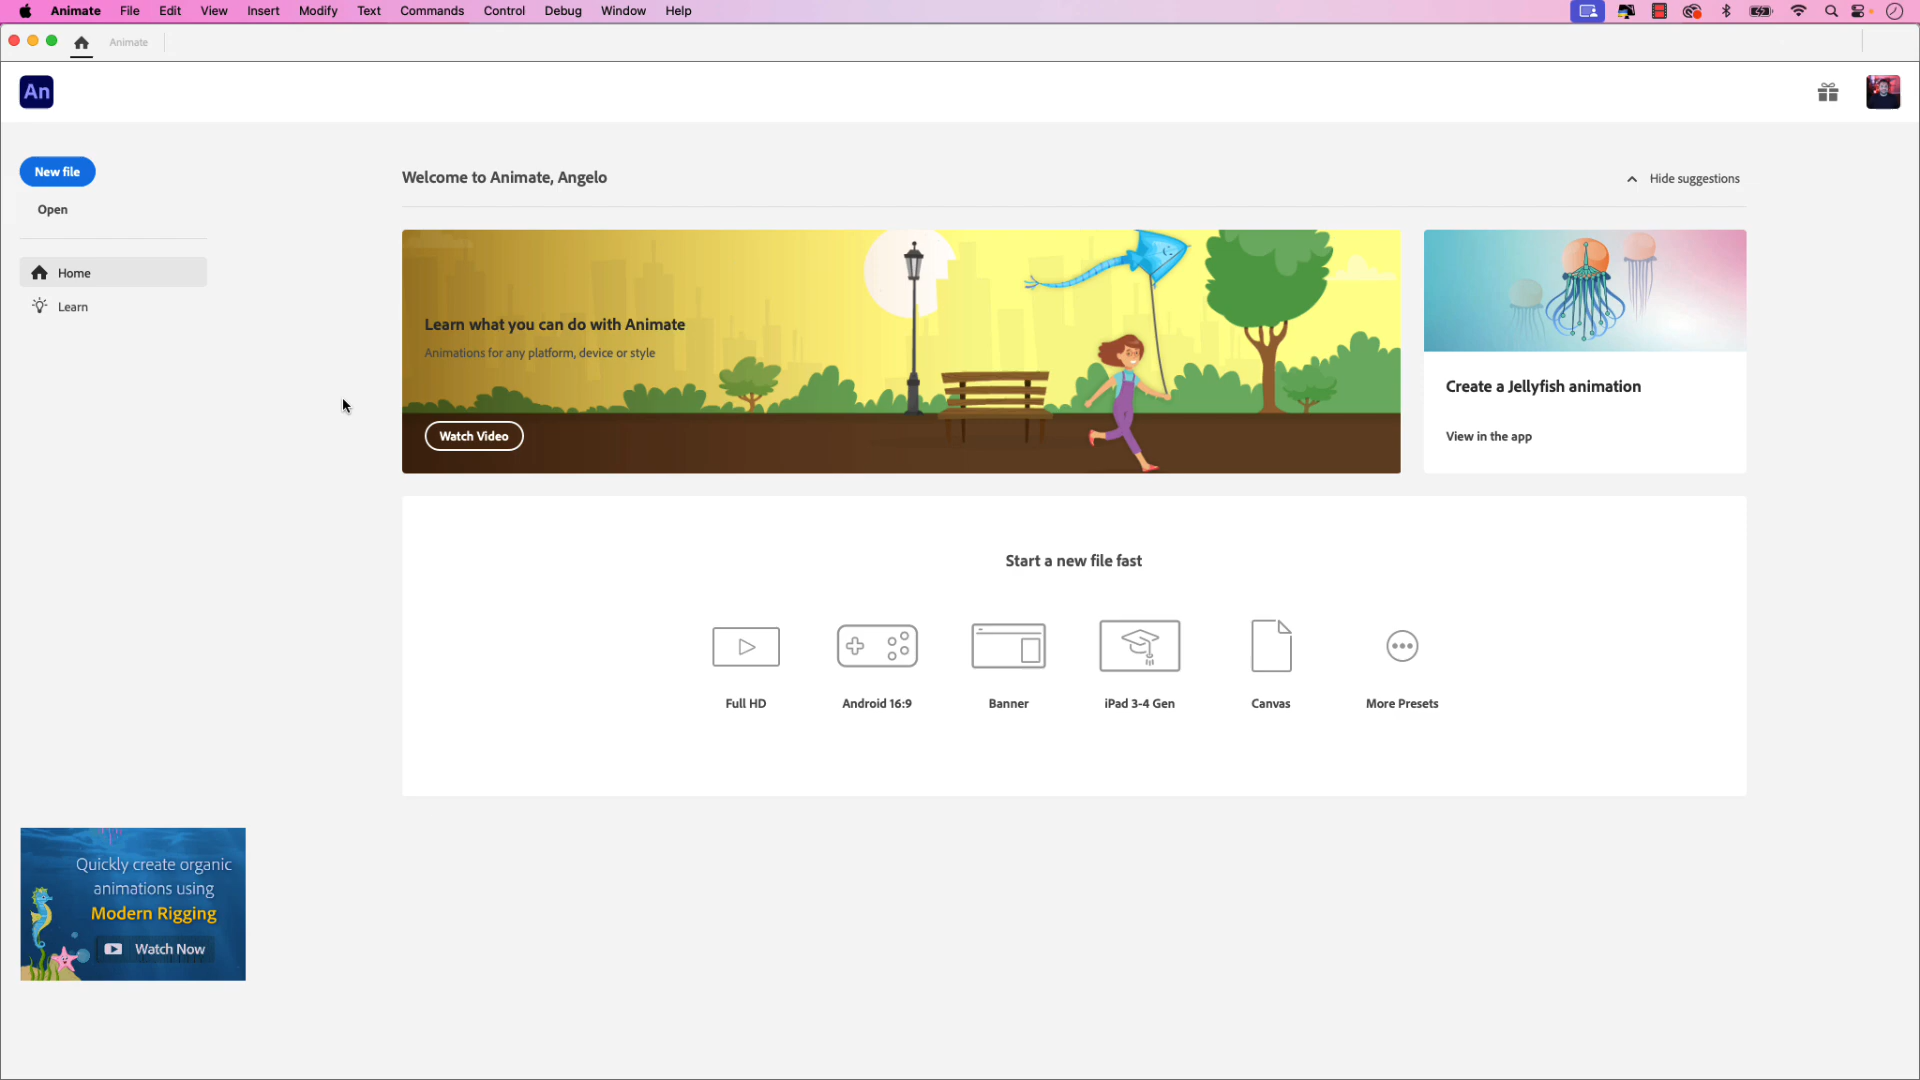 Animate File Edit View Insert Modify Text Commands Control Debug Window Help
Animate
An
New file
Open
Home
Learn
Welcome to Animate, Angelo
Hide suggestions
Learn what you can do with Animate
Animations for any platform, device or style
Watch Video
Create a Jellyfish animation
View in the app
Start a new file fast
Full HD
Android 16:9
Banner
iPad 3-4 Gen
Canvas
More Presets
Quickly create organic
animations using
Modern Rigging
Watch Now